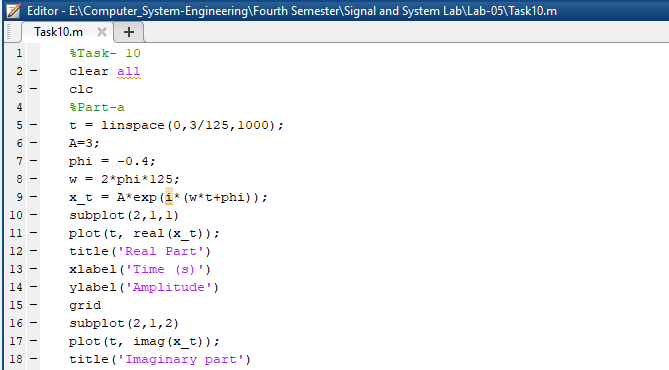 Editor - E:\Computer_System-Engineering\Fourth Semester\Signal and System Lab\Lab-05\Task10.m
Task10.m × +
1 %Task- 10
2 - clear all
3 - clc
4 %Part-a
5 - t = linspace(0,3/125,1000);
6 - A=3;
7 - phi = -0.4;
8 - w = 2*phi*125;
9 - x_t = A*exp(i*(w*t+phi));
10 - subplot(2,1,1)
11 - plot(t, real(x_t));
12 - title('Real Part')
13 - xlabel('Time (s)')
14 - ylabel('Amplitude')
15 - grid
16 - subplot(2,1,2)
17 - plot(t, imag(x_t));
18 - title('Imaginary part')